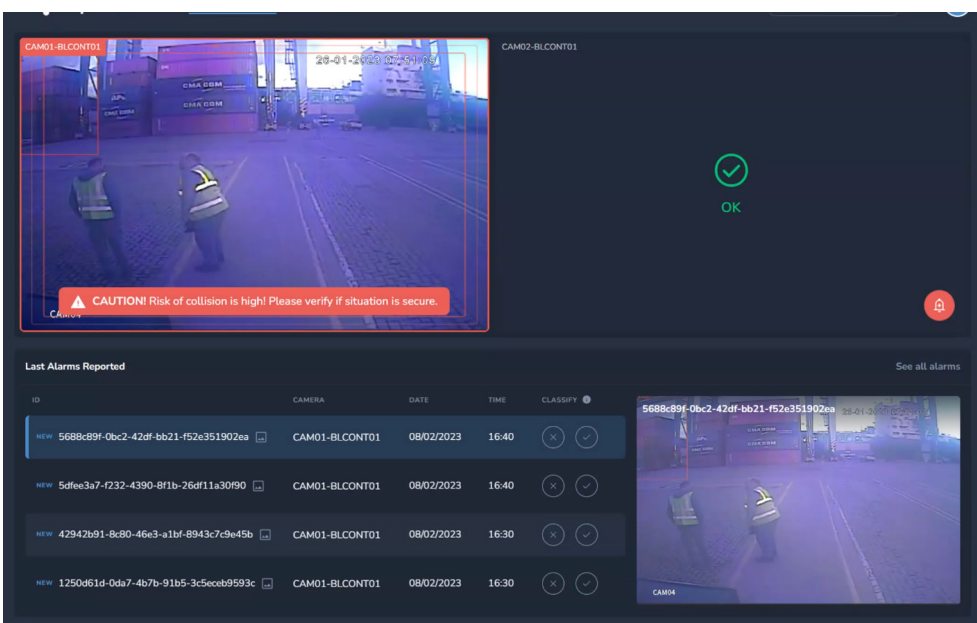 CAM01-BLCONT01
26-01-2023 07:51:09
CMA CGM
CMA CGM
CAUTION! Risk of collision is high! Please verify if situation is secure.
CAM04
CAM02-BLCONT01
OK
Last Alarms Reported
See all alarms
ID CAMERA DATE TIME CLASSIFY
NEW 5688c89f-0bc2-42df-bb21-f52e351902ea CAM01-BLCONT01 08/02/2023 16:40
NEW 5dfee3a7-f232-4390-8f1b-26df11a30f90 CAM01-BLCONT01 08/02/2023 16:40
NEW 42942b91-8c80-46e3-a1bf-8943c7c9e45b CAM01-BLCONT01 08/02/2023 16:30
NEW 1250d61d-0da7-4b7b-91b5-3c5eceb9593c CAM01-BLCONT01 08/02/2023 16:30
5688c89f-0bc2-42df-bb21-f52e351902ea
CAM04